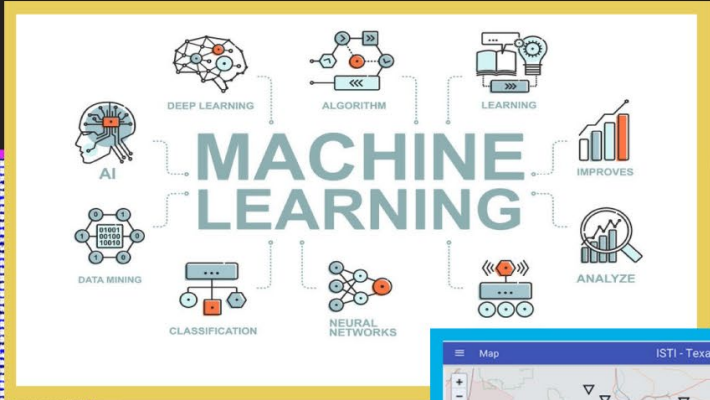 DEEP LEARNING
ALGORITHM
LEARNING
AI
MACHINE
LEARNING
IMPROVES
01001
00100
10010
DATA MINING
ANALYZE
CLASSIFICATION
NEURAL
NETWORKS
Map
ISTI - Texa
+
-